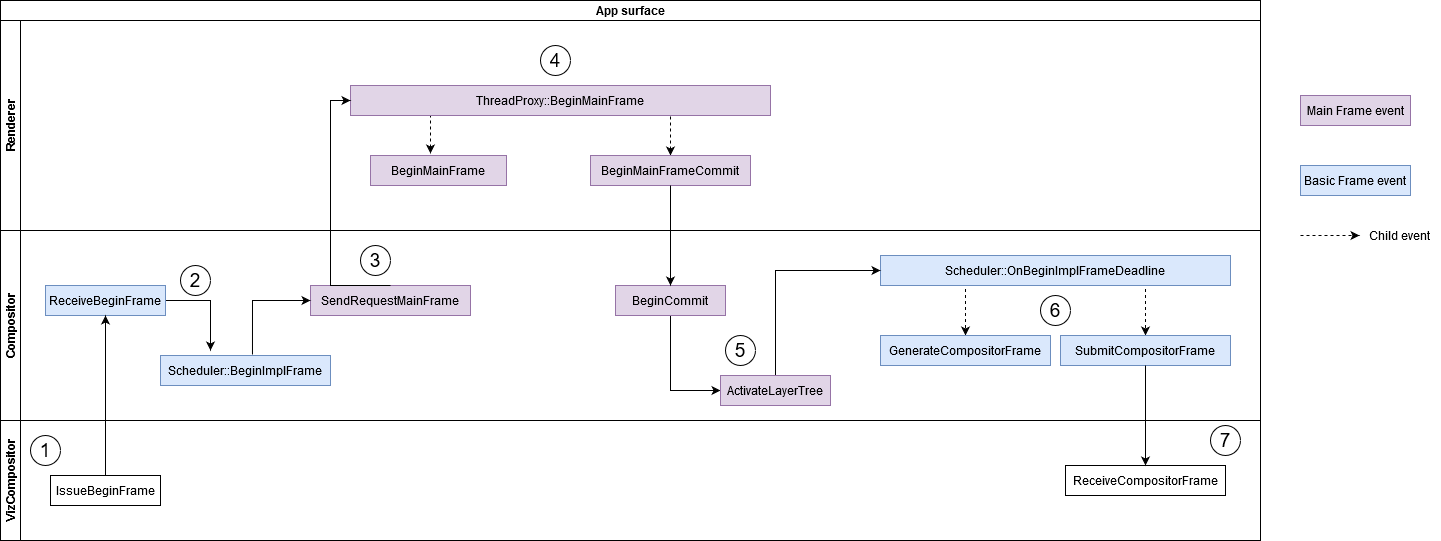 App surface
Renderer
4
ThreadProxy::BeginMainFrame
BeginMainFrame
BeginMainFrameCommit
Compositor
ReceiveBeginFrame
2
Scheduler::BeginImplFrame
3
SendRequestMainFrame
BeginCommit
5
ActivateLayerTree
Scheduler::OnBeginImplFrameDeadline
6
GenerateCompositorFrame
SubmitCompositorFrame
VizCompositor
1
IssueBeginFrame
7
ReceiveCompositorFrame
Main Frame event
Basic Frame event
Child event